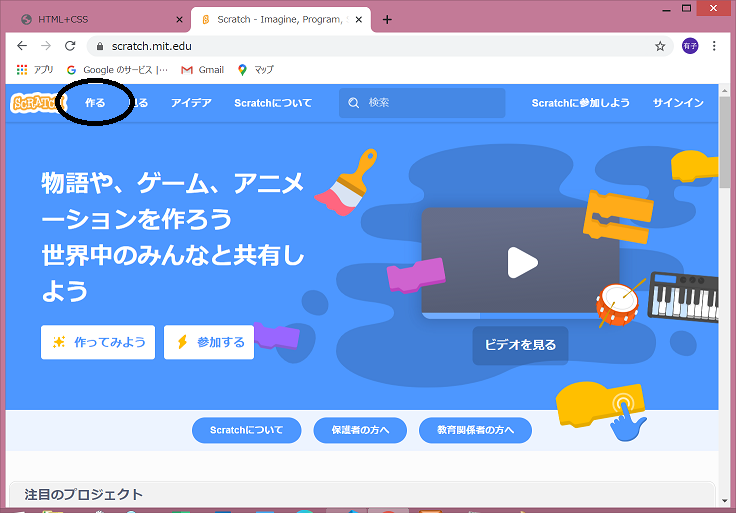 HTML+CSS
Scratch - Imagine, Program,
scratch.mit.edu
有子
アプリ
Google のサービス |…
Gmail
マップ
SCRATCH
作る
る
アイデア
Scratchについて
検索
Scratchに参加しよう
サインイン
物語や、ゲーム、アニメ
ーションを作ろう
世界中のみんなと共有し
よう
作ってみよう
参加する
ビデオを見る
Scratchについて
保護者の方へ
教育関係者の方へ
注目のプロジェクト